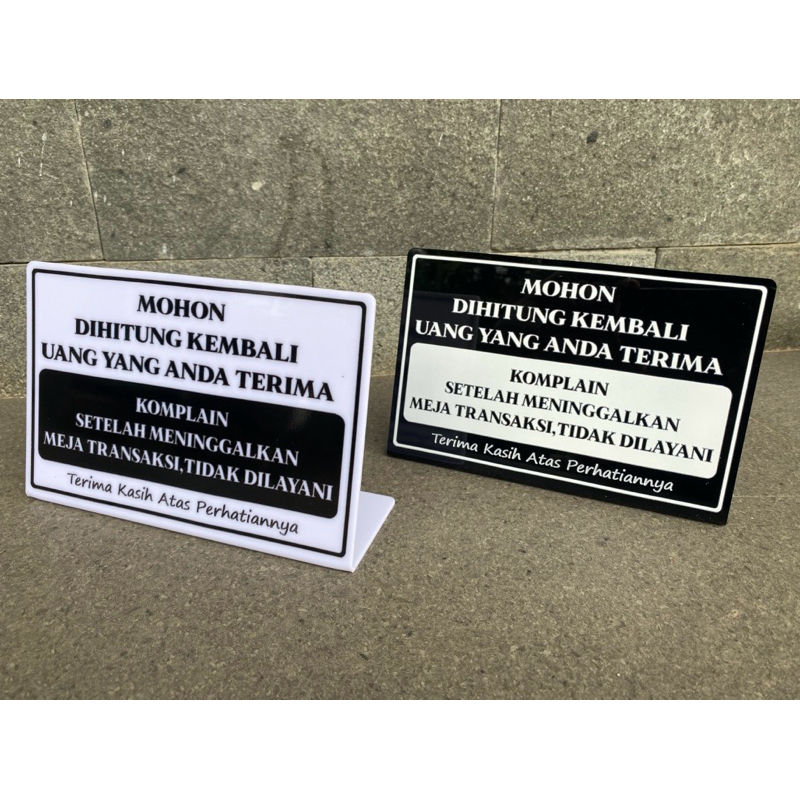 MOHON
DIHITUNG KEMBALI
UANG YANG ANDA TERIMA
KOMPLAIN
SETELAH MENINGGALKAN
MEJA TRANSAKSI,TIDAK DILAYANI
Terima Kasih Atas Perhatiannya
MOHON
DIHITUNG KEMBALI
UANG YANG ANDA TERIMA
KOMPLAIN
SETELAH MENINGGALKAN
MEJA TRANSAKSI,TIDAK DILAYANI
Terima Kasih Atas Perhatiannya